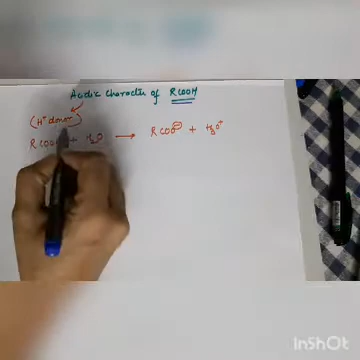 Acidic character of RCOOH
(H⁺ donor)
RCOOH + H₂O ⟶ RCOO⊖ + H₃O⁺
InShOt